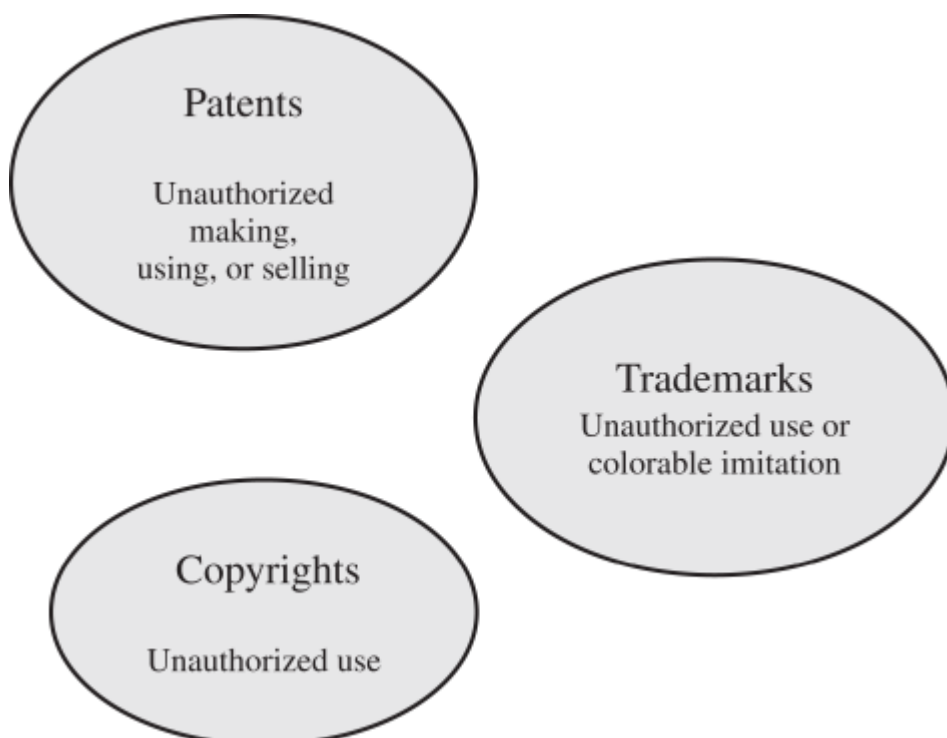 Patents
Unauthorized
making,
using, or selling
Trademarks
Unauthorized use or
colorable imitation
Copyrights
Unauthorized use